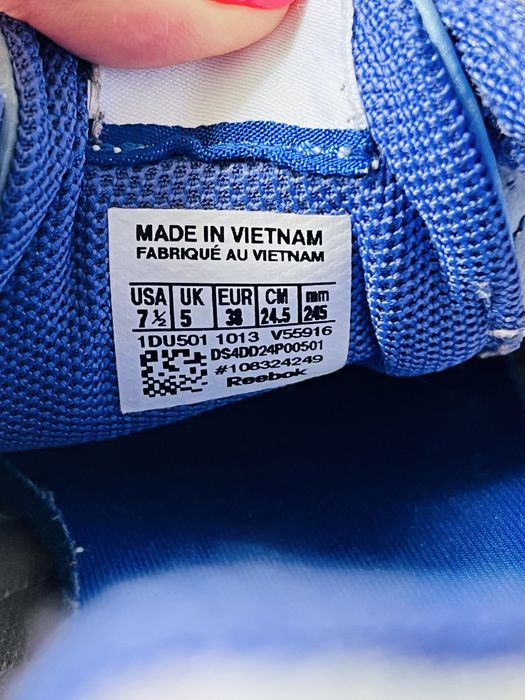 MADE IN VIETNAM
FABRIQUÉ AU VIETNAM
USA UK EUR CM mm
7 ½ 5 38 24.5 245
1DU501 1013 V55916
DS4DD24P00501
#108324249
Reebok